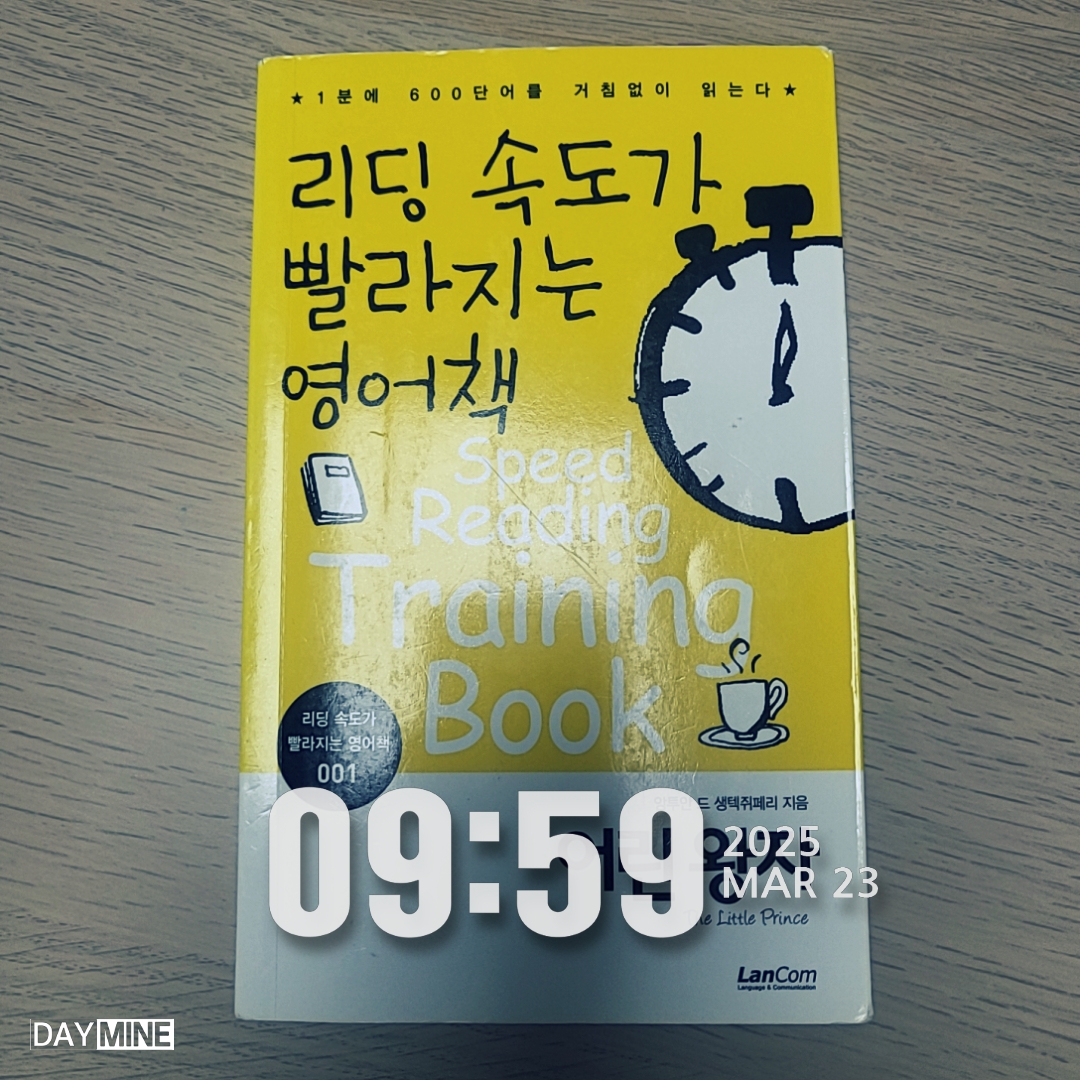 ★1분에 600단어를 거침없이 읽는다★
리딩 속도가
빨라지는
영어책
Speed
Reading
Training
Book
리딩 속도가
빨라지는 영어책
001
드 생텍쥐페리 지음
09:59
2025
MAR 23
Little Prince
LanCom
Language & Communication
DAYMINE